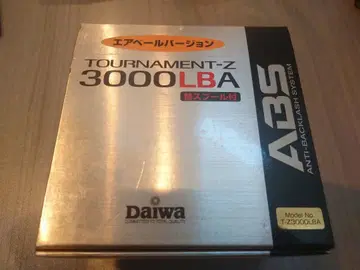 エアベールバージョン
TOURNAMENT-Z
3000LBA
替スプール付
ABS
ANTI-BACKLASH SYSTEM
Daiwa
Model No.
T-Z3000LBA